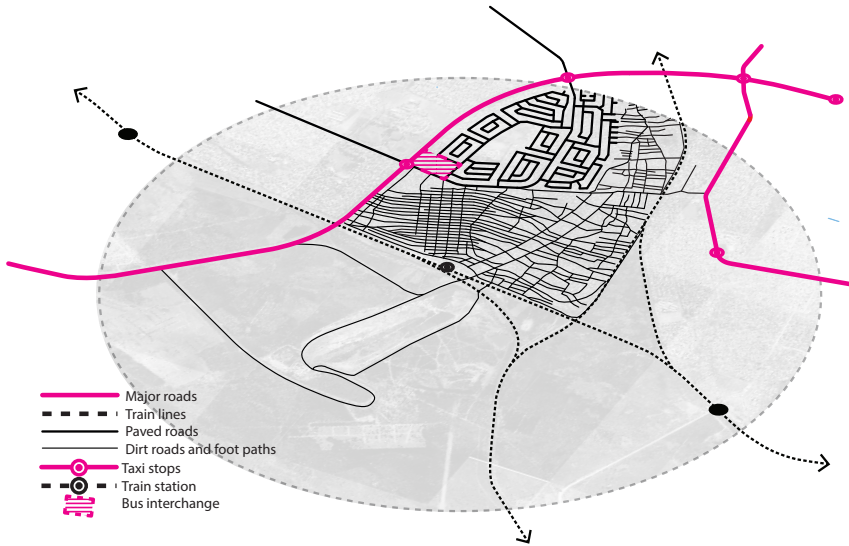 Major roads
Train lines
Paved roads
Dirt roads and foot paths
Taxi stops
Train station
Bus interchange